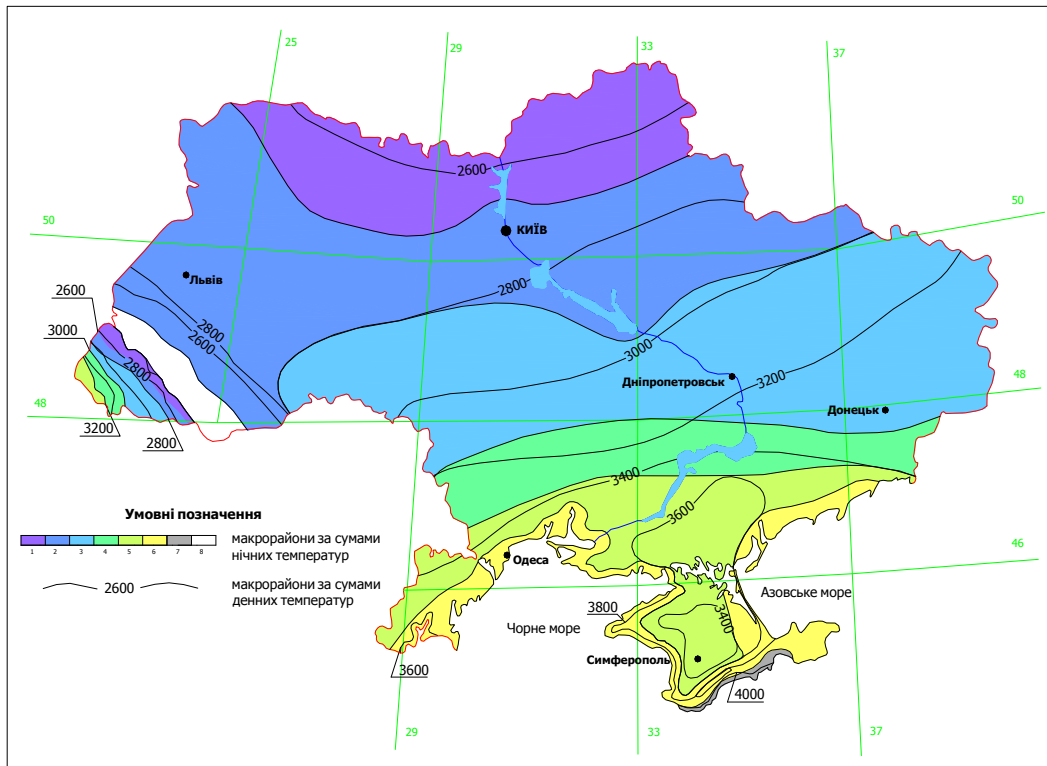 25
29
33
37
2600
50
КИЇВ
50
Львів
2800
2600
3000
2800
2600
2800
3000
Дніпропетровськ
3200
48
48
Донецьк
3200
2800
3400
3600
Умовні позначення
1 2 3 4 5 6 7 8
макрорайони за сумами
нічних температур
2600
макрорайони за сумами
денних температур
Одеса
46
Азовське море
3800
3400
Чорне море
Симферополь
3600
4000
29
33
37